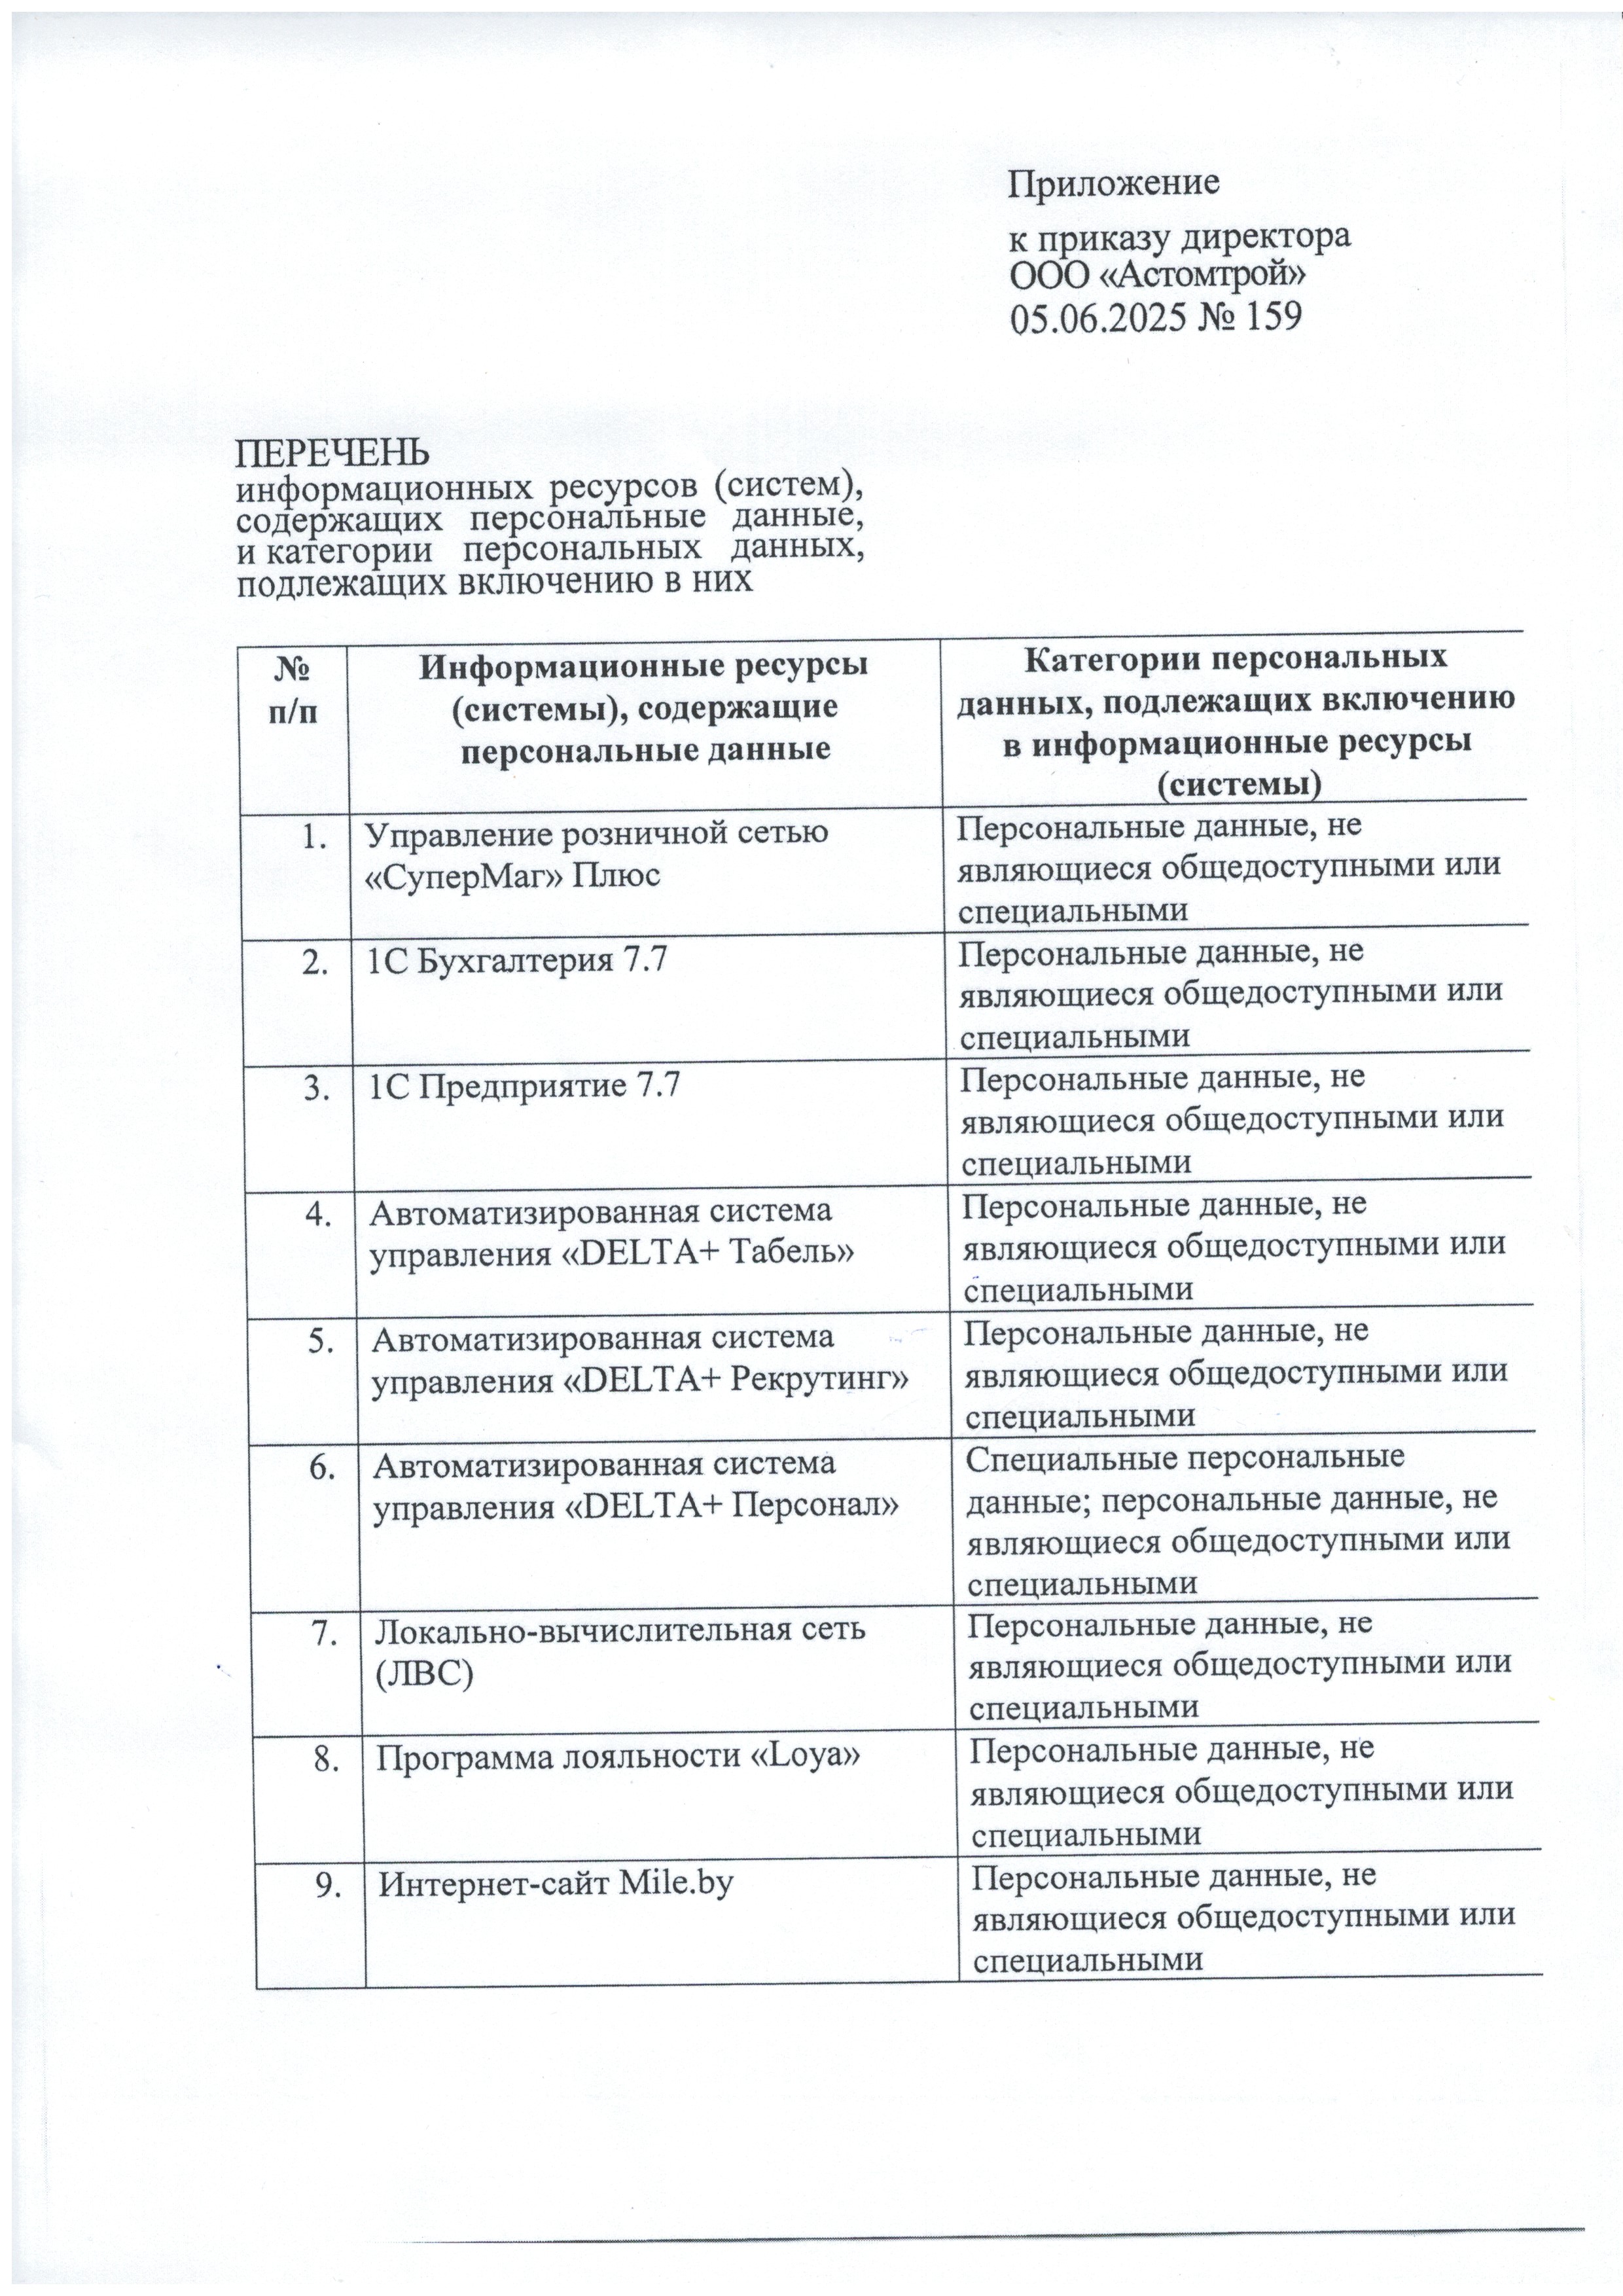 Приложение
к приказу директора
ООО «Астомтрой»
05.06.2025 № 159
ПЕРЕЧЕНЬ
информационных ресурсов (систем),
содержащих персональные данные,
и категории персональных данных,
подлежащих включению в них
№
п/п
Информационные ресурсы
(системы), содержащие
персональные данные
Категории персональных
данных, подлежащих включению
в информационные ресурсы
(системы)
1.
Управление розничной сетью
«СуперМаг» Плюс
Персональные данные, не
являющиеся общедоступными или
специальными
2.
1С Бухгалтерия 7.7
Персональные данные, не
являющиеся общедоступными или
специальными
3.
1С Предприятие 7.7
Персональные данные, не
являющиеся общедоступными или
специальными
4.
Автоматизированная система
управления «DELTA+ Табель»
Персональные данные, не
являющиеся общедоступными или
специальными
5.
Автоматизированная система
управления «DELTA+ Рекрутинг»
Персональные данные, не
являющиеся общедоступными или
специальными
6.
Автоматизированная система
управления «DELTA+ Персонал»
Специальные персональные
данные; персональные данные, не
являющиеся общедоступными или
специальными
7.
Локально-вычислительная сеть
(ЛВС)
Персональные данные, не
являющиеся общедоступными или
специальными
8.
Программа лояльности «Loya»
Персональные данные, не
являющиеся общедоступными или
специальными
9.
Интернет-сайт Mile.by
Персональные данные, не
являющиеся общедоступными или
специальными